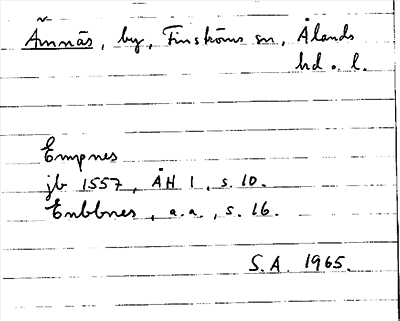 Ämnäs, by, Finströms sn, Ålands
hd o. l.
Empnes
jb 1557, ÅH 1, s. 10.
Enbbnes, a.a., s. 16.
S.A. 1965.